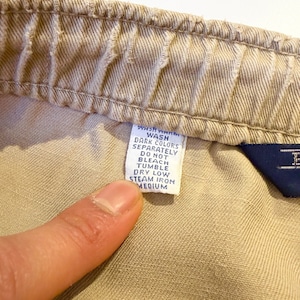 WASH
DARK COLORS
SEPARATELY
DO NOT
BLEACH
TUMBLE
DRY LOW
STEAM IRON
MEDIUM